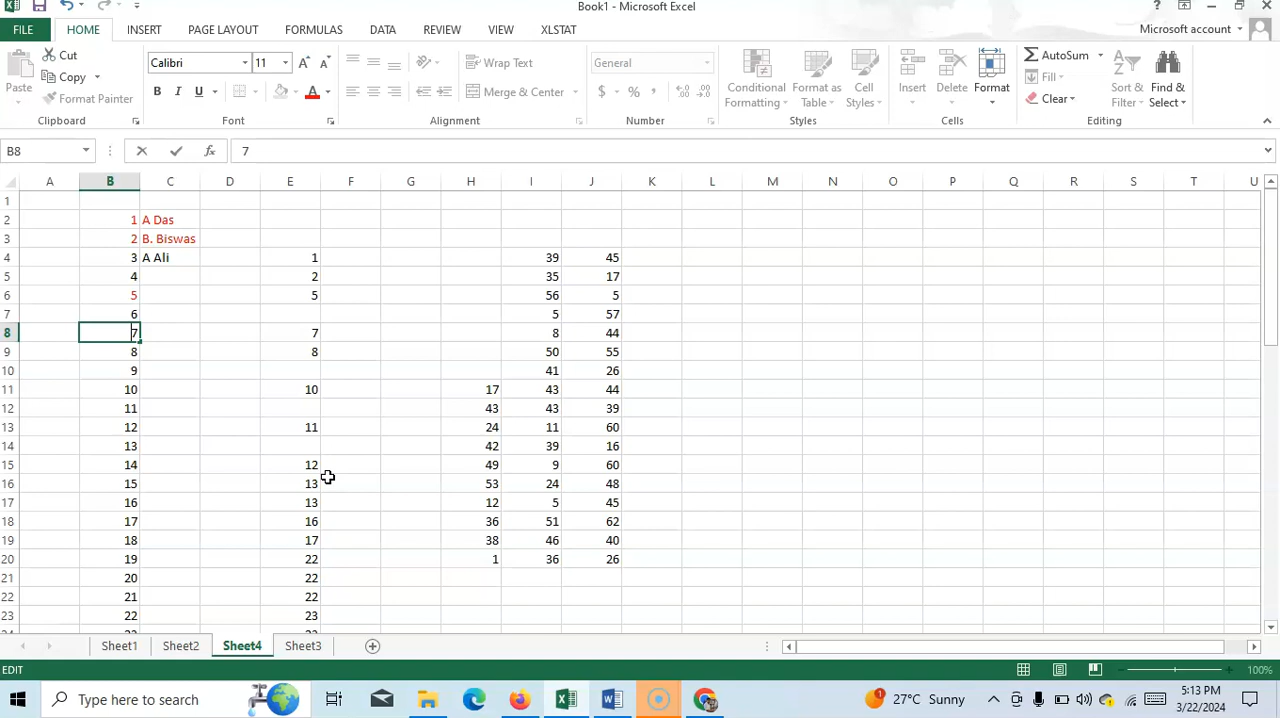 Book1 - Microsoft Excel
FILE HOME INSERT PAGE LAYOUT FORMULAS DATA REVIEW VIEW XLSTAT Microsoft account
Cut
Copy
Format Painter
Paste
Clipboard
Calibri 11
B I U
Font
Wrap Text
Merge & Center
Alignment
General
$ % ,
Number
Conditional Formatting
Format as Table
Cell Styles
Styles
Insert Delete Format
Cells
AutoSum
Fill
Clear
Sort & Filter
Find & Select
Editing
B8 fx 7
A B C D E F G H I J K L M N O P Q R S T U
1
2 1 A Das
3 2 B. Biswas
4 3 A Ali 1 39 45
5 4 2 35 17
6 5 5 56 5
7 6 5 57
8 7 7 8 44
9 8 8 50 55
10 9 41 26
11 10 10 17 43 44
12 11 43 43 39
13 12 11 24 11 60
14 13 42 39 16
15 14 12 49 9 60
16 15 13 53 24 48
17 16 13 12 5 45
18 17 16 36 51 62
19 18 17 38 46 40
20 19 22 1 36 26
21 20 22
22 21 22
23 22 23
Sheet1 Sheet2 Sheet4 Sheet3
EDIT 100%
Type here to search
1
27°C Sunny
5:13 PM
3/22/2024